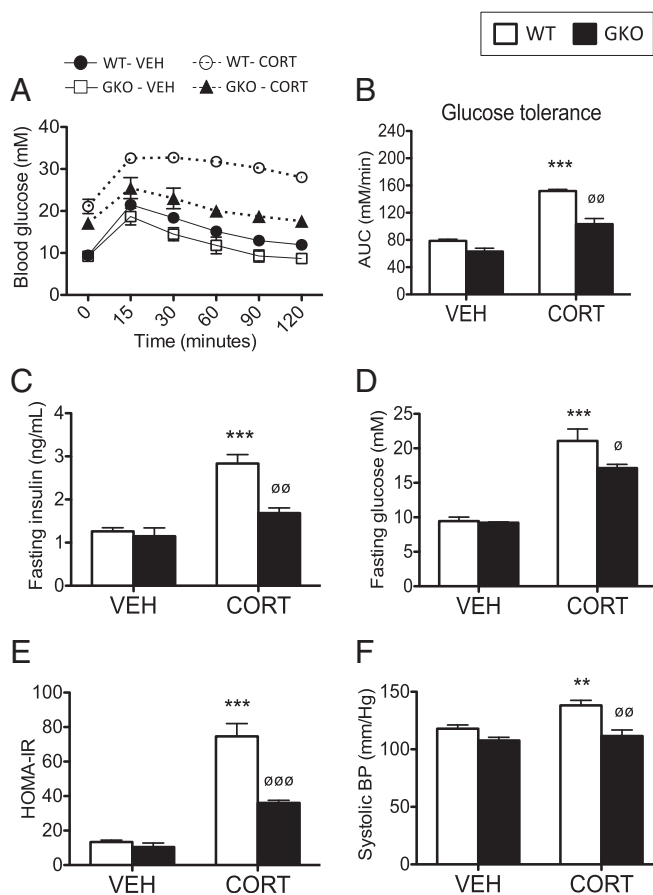 WT GKO
WT- VEH WT- CORT
GKO - VEH GKO - CORT
A
Blood glucose (mM)
40
30
20
10
0
0 15 30 60 90 120
Time (minutes)
B
Glucose tolerance
AUC (mM/min)
240
200
160
120
80
40
0
***
øø
VEH CORT
C
Fasting insulin (ng/mL)
4
3
2
1
0
***
øø
VEH CORT
D
Fasting glucose (mM)
25
20
15
10
5
0
***
ø
VEH CORT
E
HOMA-IR
100
80
60
40
20
0
***
øøø
VEH CORT
F
Systolic BP (mm/Hg)
150
100
50
0
**
øø
VEH CORT